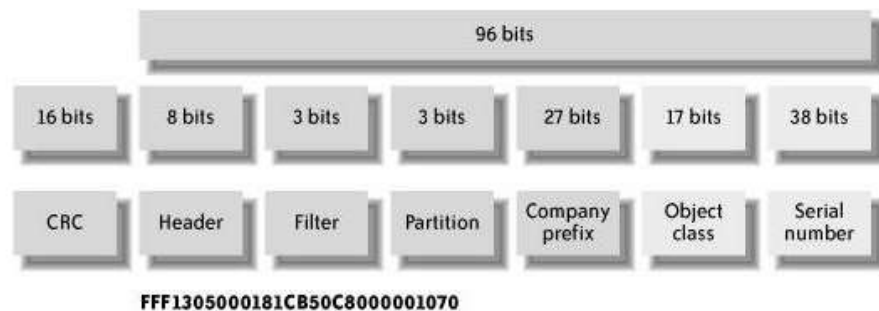 96 bits
16 bits 8 bits 3 bits 3 bits 27 bits 17 bits 38 bits
CRC Header Filter Partition Company prefix Object class Serial number
FFF1305000181CB50C8000001070